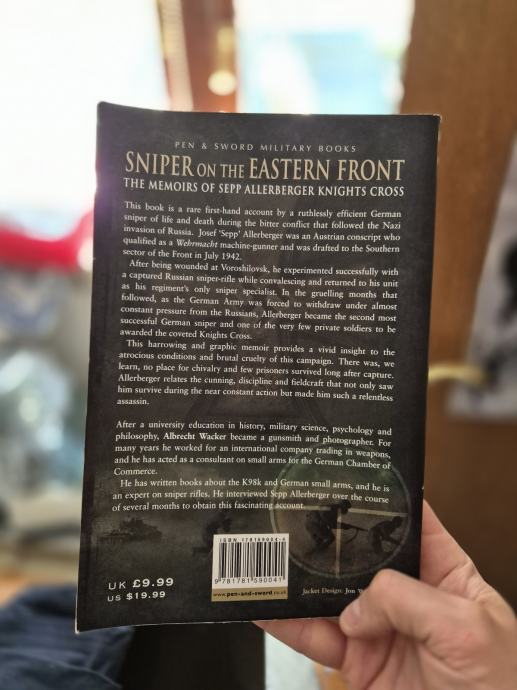 PEN & SWORD MILITARY BOOKS
SNIPER ON THE EASTERN FRONT
THE MEMOIRS OF SEPP ALLERBERGER KNIGHTS CROSS
This book is a rare first-hand account by a ruthlessly efficient German
sniper of life and death during the bitter conflict that followed the Nazi
invasion of Russia. Josef 'Sepp' Allerberger was an Austrian conscript who
qualified as a Wehrmacht machine-gunner and was drafted to the Southern
sector of the Front in July 1942.
After being wounded at Voroshilovsk, he experimented successfully with
a captured Russian sniper-rifle while convalescing and returned to his unit
as his regiment's only sniper specialist. In the gruelling months that
followed, as the German Army was forced to withdraw under almost
constant pressure from the Russians, Allerberger became the second most
successful German sniper and one of the very few private soldiers to be
awarded the coveted Knights Cross.
This harrowing and graphic memoir provides a vivid insight to the
atrocious conditions and brutal cruelty of this campaign. There was, we
learn, no place for chivalry and few prisoners survived long after capture.
Allerberger relates the cunning, discipline and fieldcraft that not only saw
him survive during the near constant action but made him such a relentless
assassin.
After a university education in history, military science, psychology and
philosophy, Albrecht Wacker became a gunsmith and photographer. For
many years he worked for an international company trading in weapons,
and he has acted as a consultant on small arms for the German Chamber of
Commerce.
He has written books about the K98k and German small arms, and he is
an expert on sniper rifles. He interviewed Sepp Allerberger over the course
of several months to obtain this fascinating account.
ISBN
9 781781 590041
UK £9.99
US $19.99
www.pen-and-sword.co.uk
Jacket Design: Jon